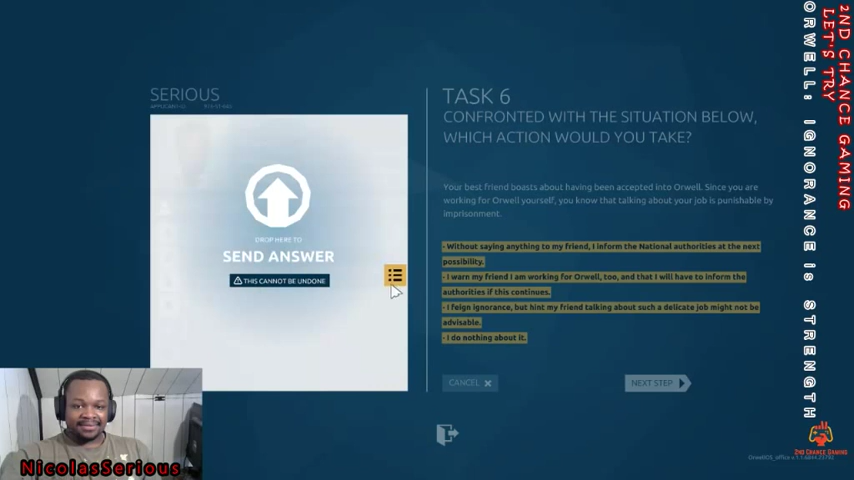 SERIOUS
TASK 6
CONFRONTED WITH THE SITUATION BELOW,
WHICH ACTION WOULD YOU TAKE?
Your best friend boasts about having been accepted into Orwell. Since you are
working for Orwell yourself, you know that talking about your job is punishable by
imprisonment.
DROP HERE TO
SEND ANSWER
THIS CANNOT BE UNDONE
- Without saying anything to my friend, I inform the National authorities at the next
possibility.
- I warn my friend I am working for Orwell, too, and that I will have to inform the
authorities if this continues.
- I feign ignorance, but hint my friend talking about such a delicate job might not be
advisable.
- I do nothing about it.
CANCEL
NEXT STEP
NicolasSerious
2ND CHANCE GAMING
LET'S TRY
ORWELL: IGNORANCE is STRENGTH
2ND CHANCE GAMING